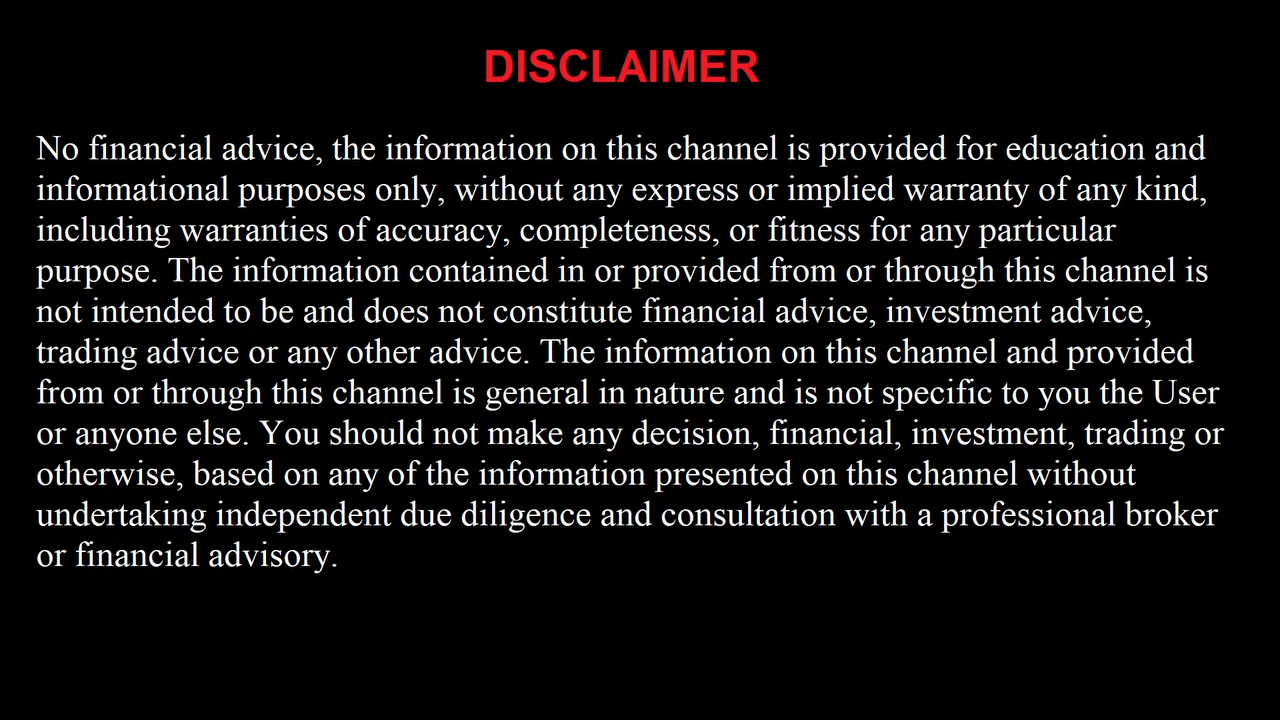 DISCLAIMER
No financial advice, the information on this channel is provided for education and
informational purposes only, without any express or implied warranty of any kind,
including warranties of accuracy, completeness, or fitness for any particular
purpose. The information contained in or provided from or through this channel is
not intended to be and does not constitute financial advice, investment advice,
trading advice or any other advice. The information on this channel and provided
from or through this channel is general in nature and is not specific to you the User
or anyone else. You should not make any decision, financial, investment, trading or
otherwise, based on any of the information presented on this channel without
undertaking independent due diligence and consultation with a professional broker
or financial advisory.